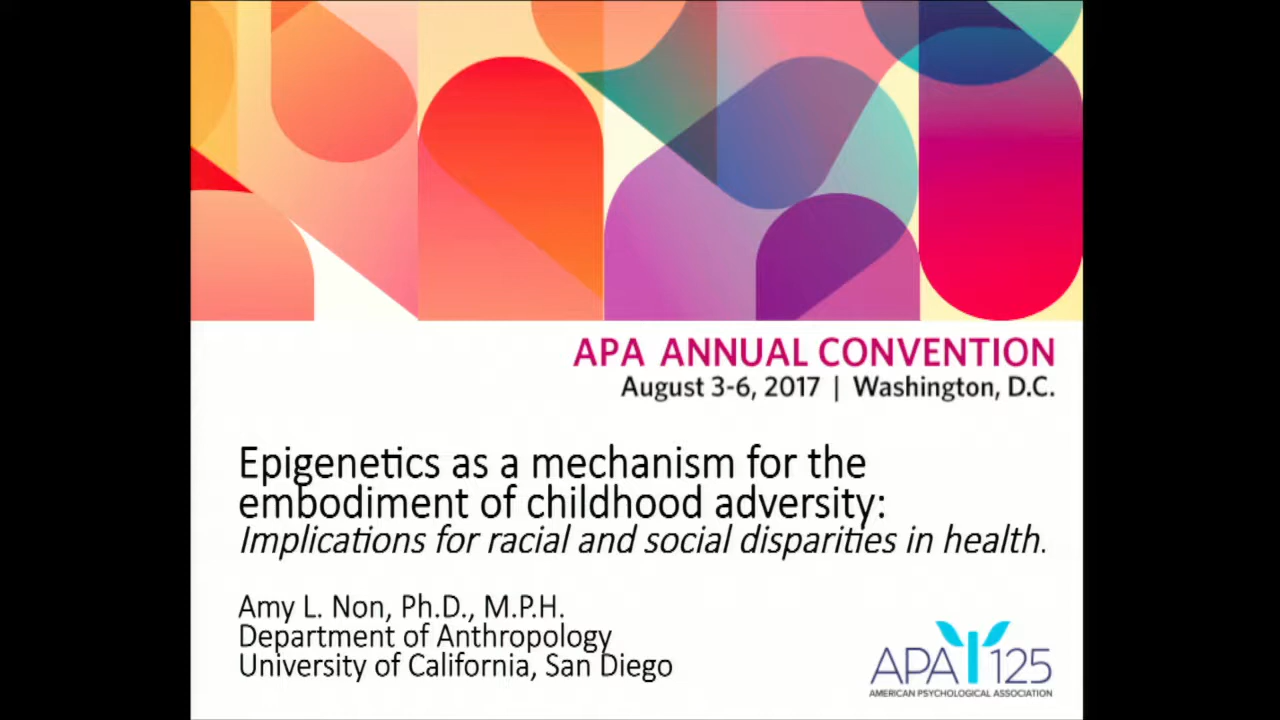 APA ANNUAL CONVENTION
August 3-6, 2017 | Washington, D.C.
Epigenetics as a mechanism for the
embodiment of childhood adversity:
Implications for racial and social disparities in health.
Amy L. Non, Ph.D., M.P.H.
Department of Anthropology
University of California, San Diego
APA 125
AMERICAN PSYCHOLOGICAL ASSOCIATION